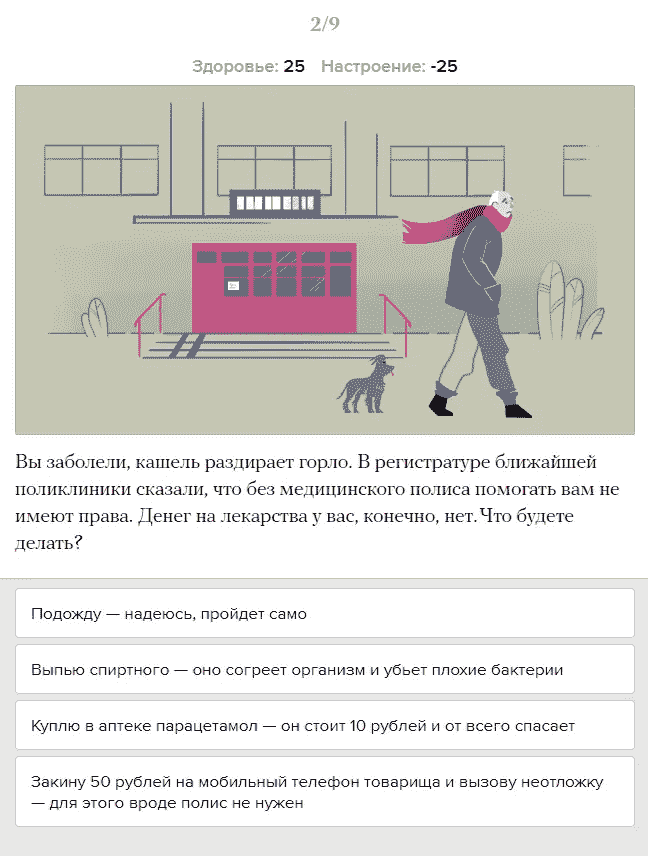 2/9
Здоровье: 25 Настроение: -25
Вы заболели, кашель раздирает горло. В регистратуре ближайшей
поликлиники сказали, что без медицинского полиса помогать вам не
имеют права. Денег на лекарства у вас, конечно, нет. Что будете
делать?
Подожду — надеюсь, пройдет само
Выпью спиртного — оно согреет организм и убьет плохие бактерии
Куплю в аптеке парацетамол — он стоит 10 рублей и от всего спасает
Закину 50 рублей на мобильный телефон товарища и вызову неотложку
— для этого вроде полис не нужен